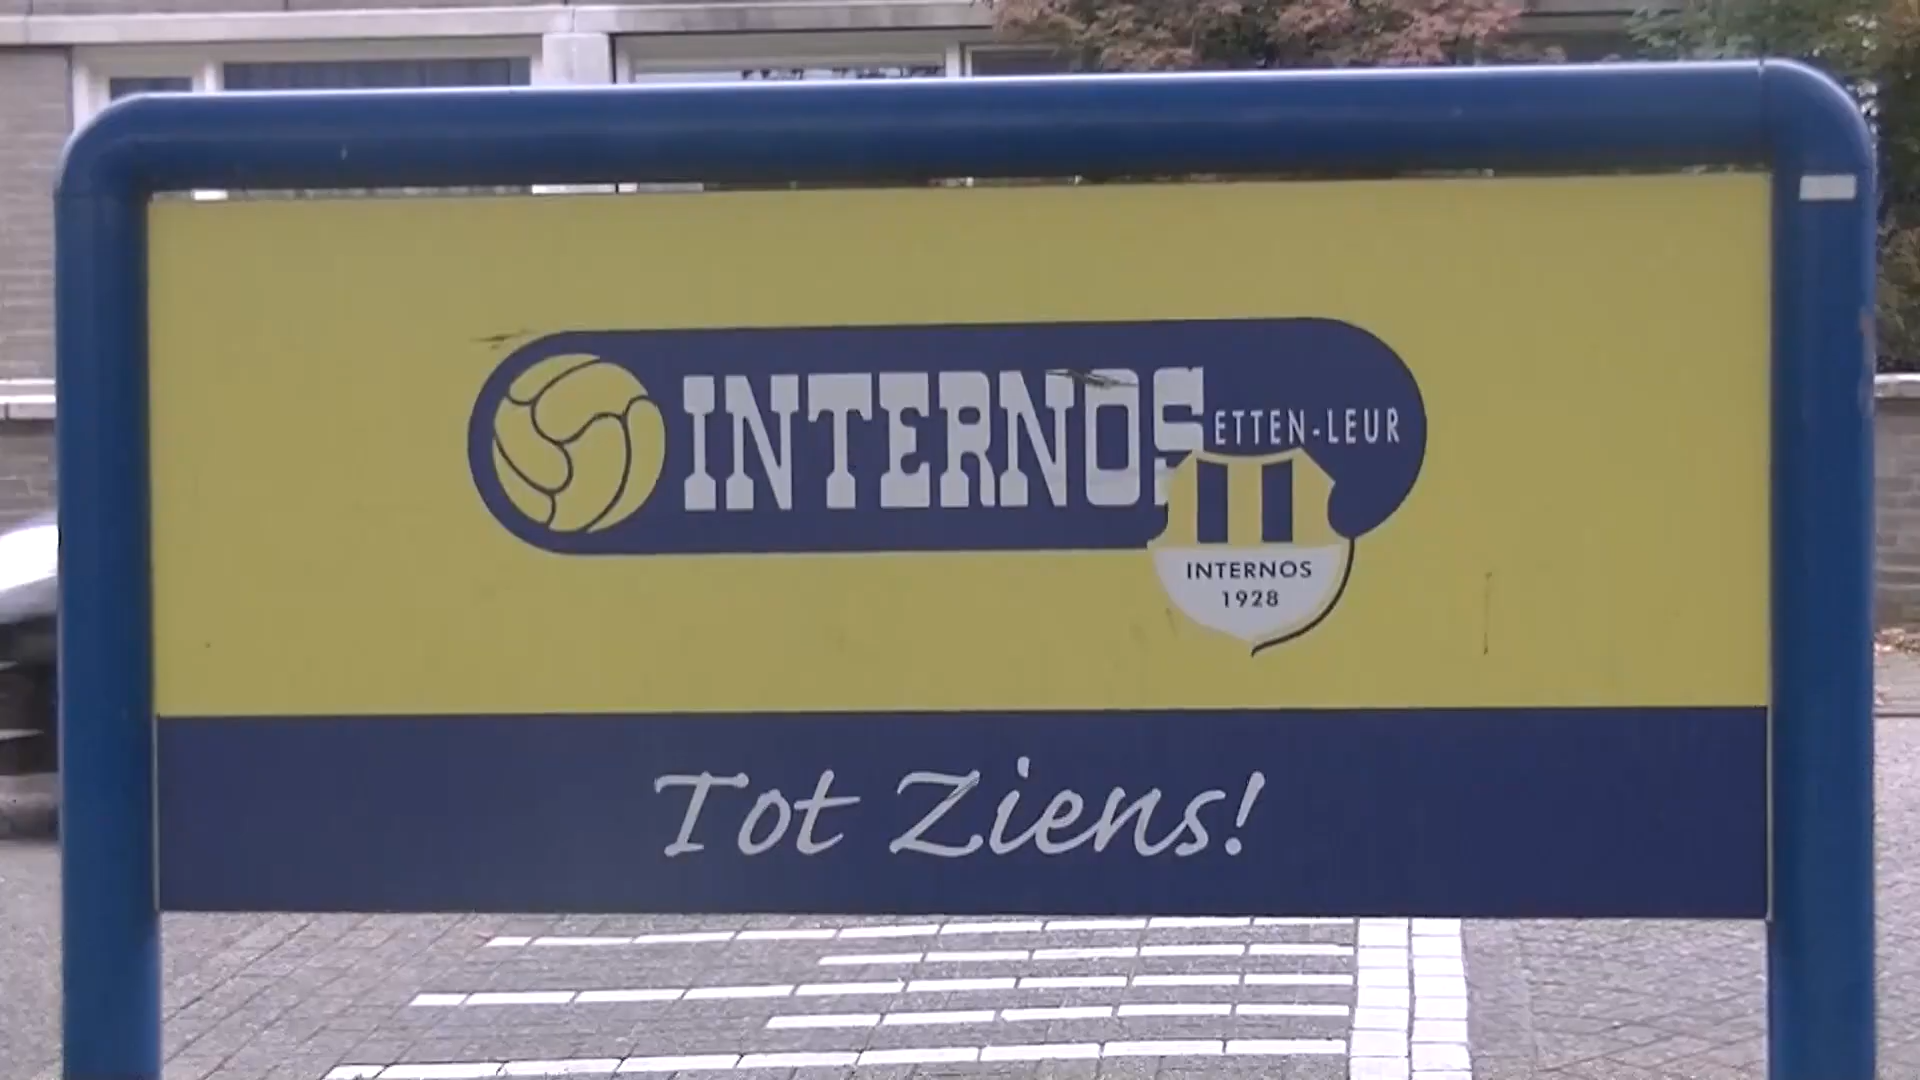 INTERNOS
ETTEN-LEUR
INTERNOS
1928
Tot Ziens!